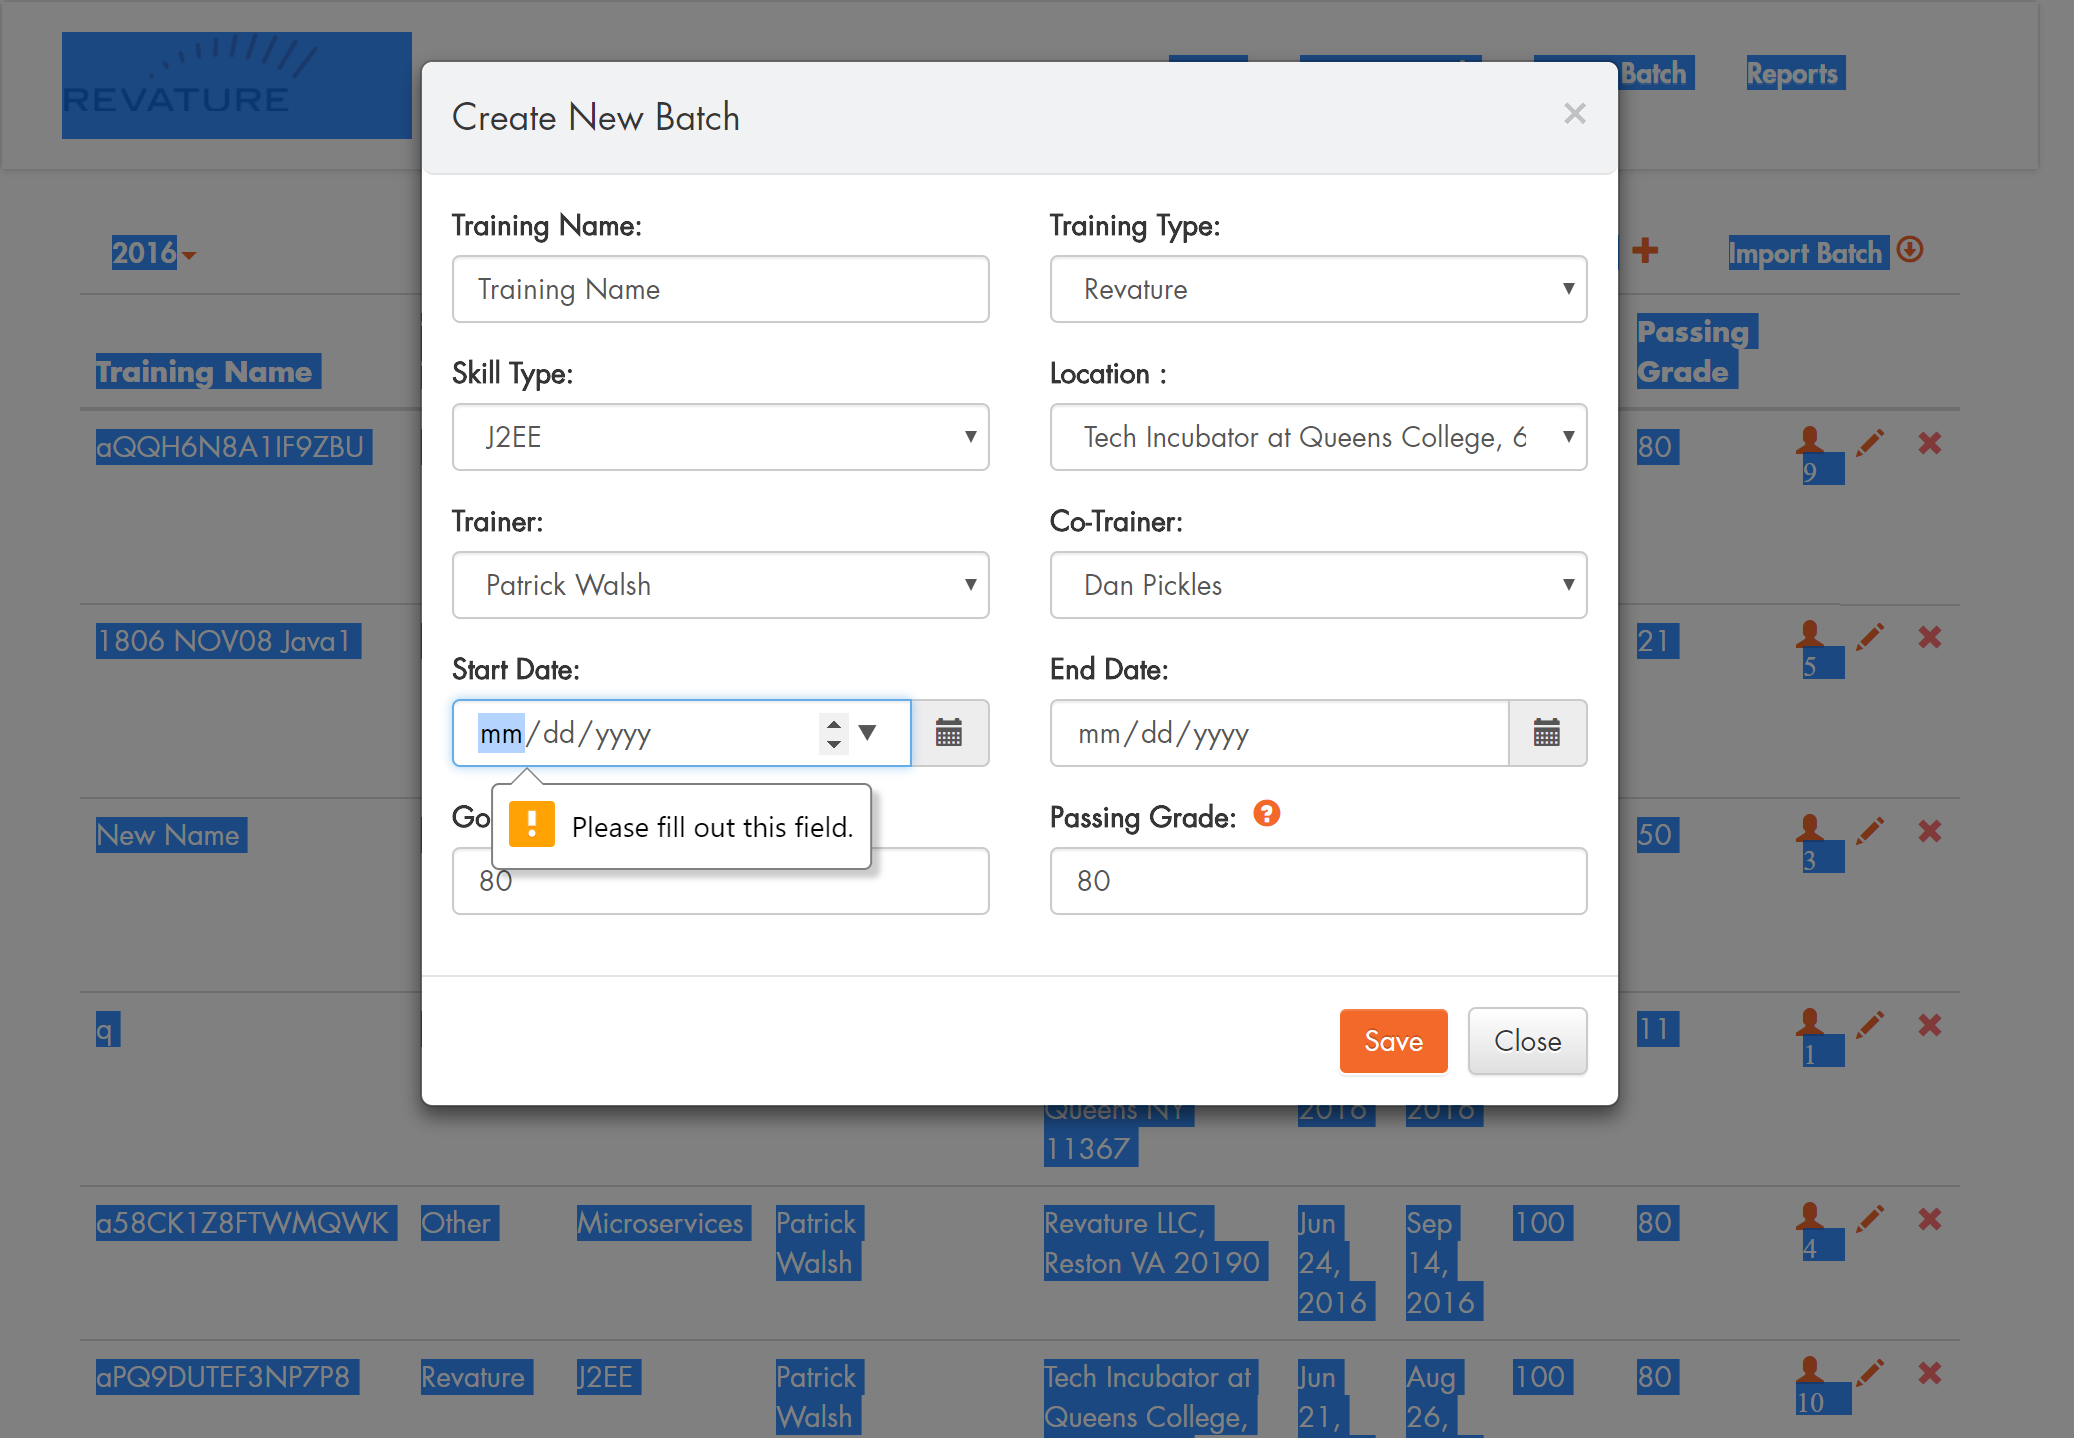 REVATURE
Batch
Reports
Create New Batch
×
2016
Import Batch
Training Name:
Training Type:
Training Name
Revature
Passing
Grade
Training Name
Skill Type:
Location :
J2EE
Tech Incubator at Queens College, 6
aQQH6N8A1IF9ZBU
80
9
Trainer:
Co-Trainer:
Patrick Walsh
Dan Pickles
1806 NOV08 Java1
21
5
Start Date:
End Date:
mm/dd/yyyy
mm/dd/yyyy
Go
Please fill out this field.
Passing Grade:
80
80
New Name
50
3
q
11
1
Save
Close
Queens NY
2016
2016
11367
a58CK1Z8FTWMQWK
Other
Microservices
Patrick
Walsh
Revature LLC,
Reston VA 20190
Jun
24,
2016
Sep
14,
2016
100
80
4
aPQ9DUTEF3NP7P8
Revature
J2EE
Patrick
Walsh
Tech Incubator at
Queens College,
Jun
21,
Aug
26,
100
80
10